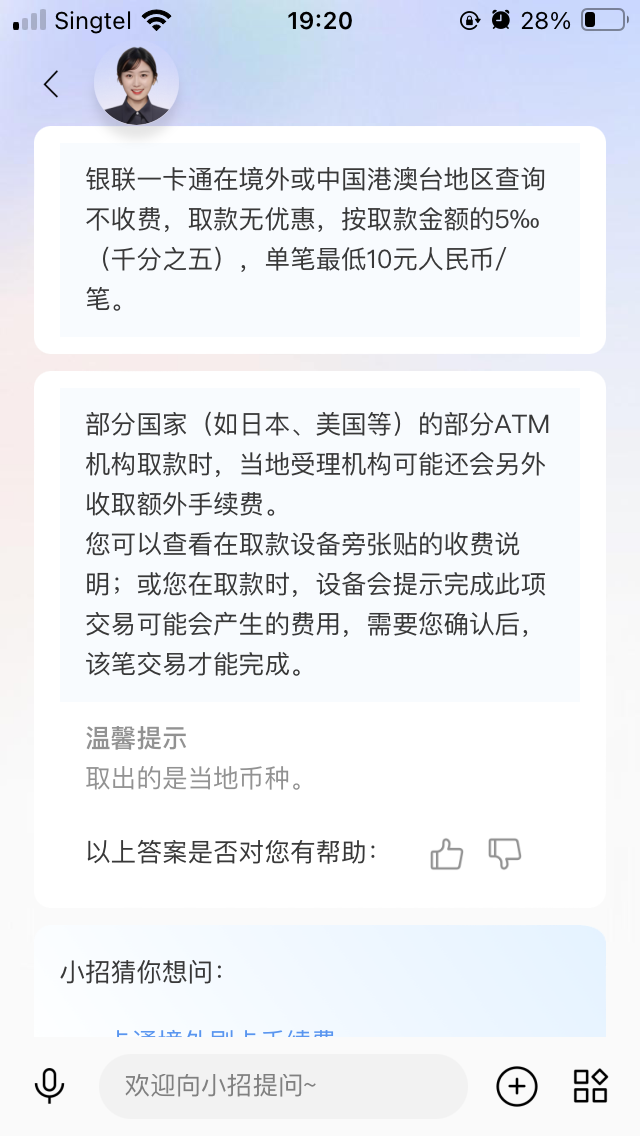 Singtel
19:20
28%
银联一卡通在境外或中国港澳台地区查询
不收费，取款无优惠，按取款金额的5‰
（千分之五），单笔最低10元人民币/
笔。
部分国家（如日本、美国等）的部分ATM
机构取款时，当地受理机构可能还会另外
收取额外手续费。
您可以查看在取款设备旁张贴的收费说
明；或您在取款时，设备会提示完成此项
交易可能会产生的费用，需要您确认后，
该笔交易才能完成。
温馨提示
取出的是当地币种。
以上答案是否对您有帮助：
小招猜你想问：
卡通境外刷卡手续费
欢迎向小招提问~